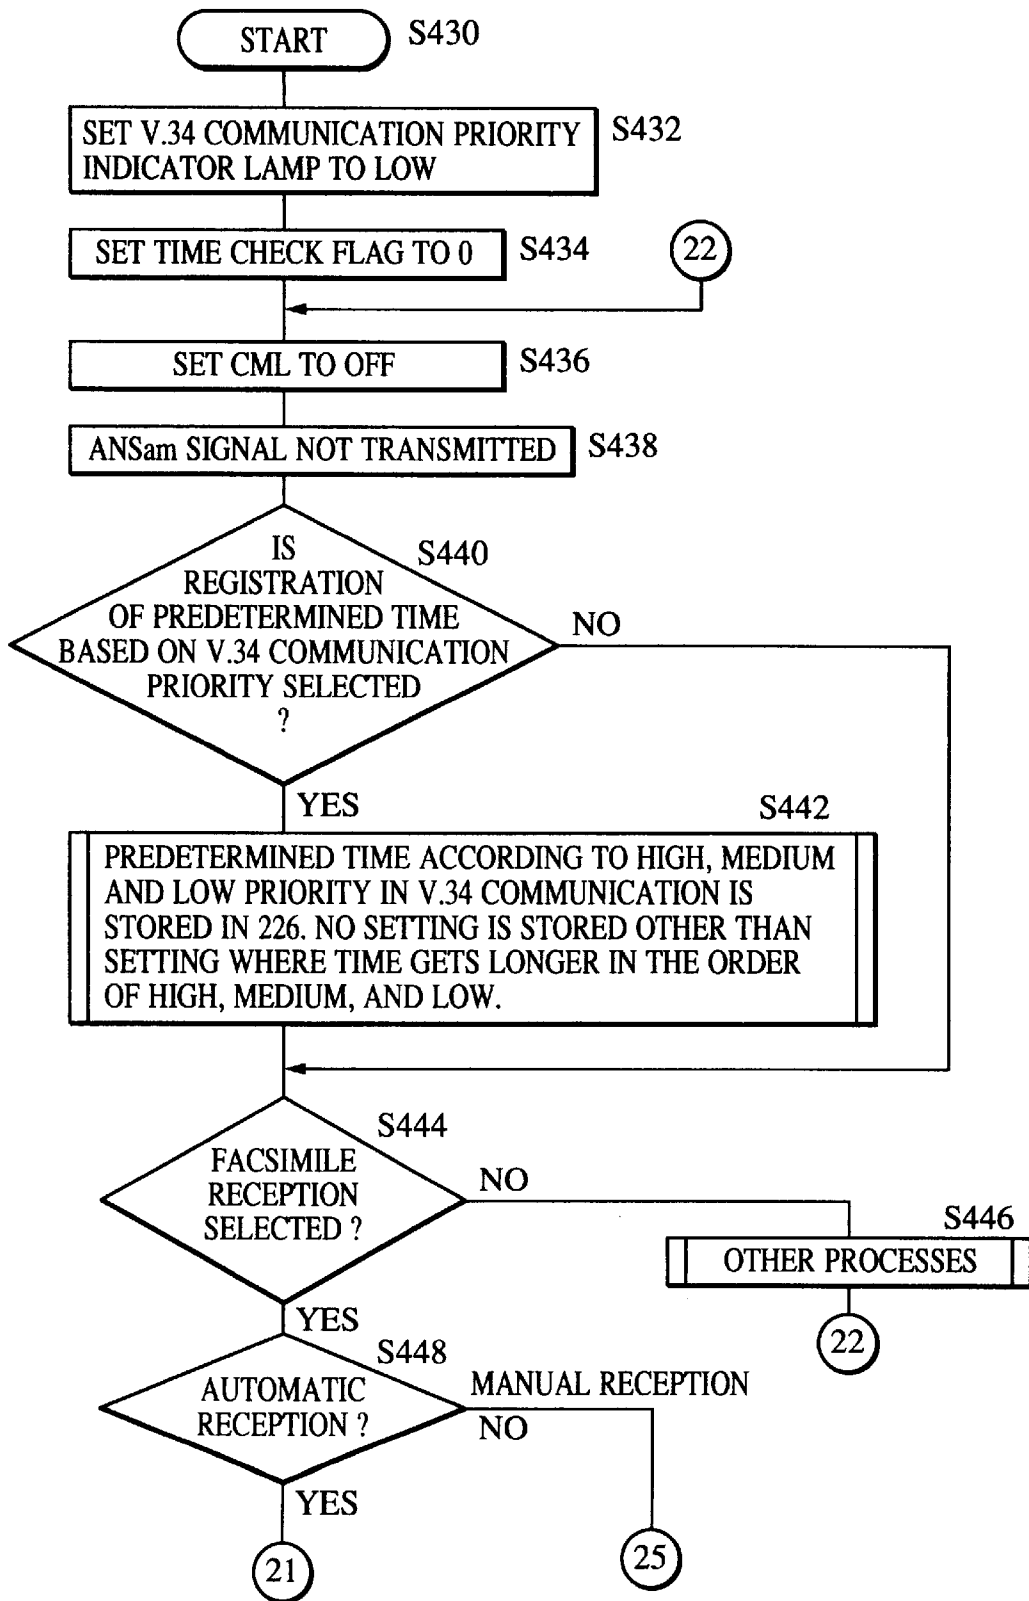 START
S430
SET V.34 COMMUNICATION PRIORITY
INDICATOR LAMP TO LOW
S432
SET TIME CHECK FLAG TO 0
S434
22
SET CML TO OFF
S436
ANSam SIGNAL NOT TRANSMITTED
S438
IS
REGISTRATION
OF PREDETERMINED TIME
BASED ON V.34 COMMUNICATION
PRIORITY SELECTED
?
S440
NO
YES
S442
PREDETERMINED TIME ACCORDING TO HIGH, MEDIUM
AND LOW PRIORITY IN V.34 COMMUNICATION IS
STORED IN 226. NO SETTING IS STORED OTHER THAN
SETTING WHERE TIME GETS LONGER IN THE ORDER
OF HIGH, MEDIUM, AND LOW.
S444
FACSIMILE
RECEPTION
SELECTED ?
NO
S446
OTHER PROCESSES
22
YES
S448
AUTOMATIC
RECEPTION ?
MANUAL RECEPTION
NO
YES
21
25